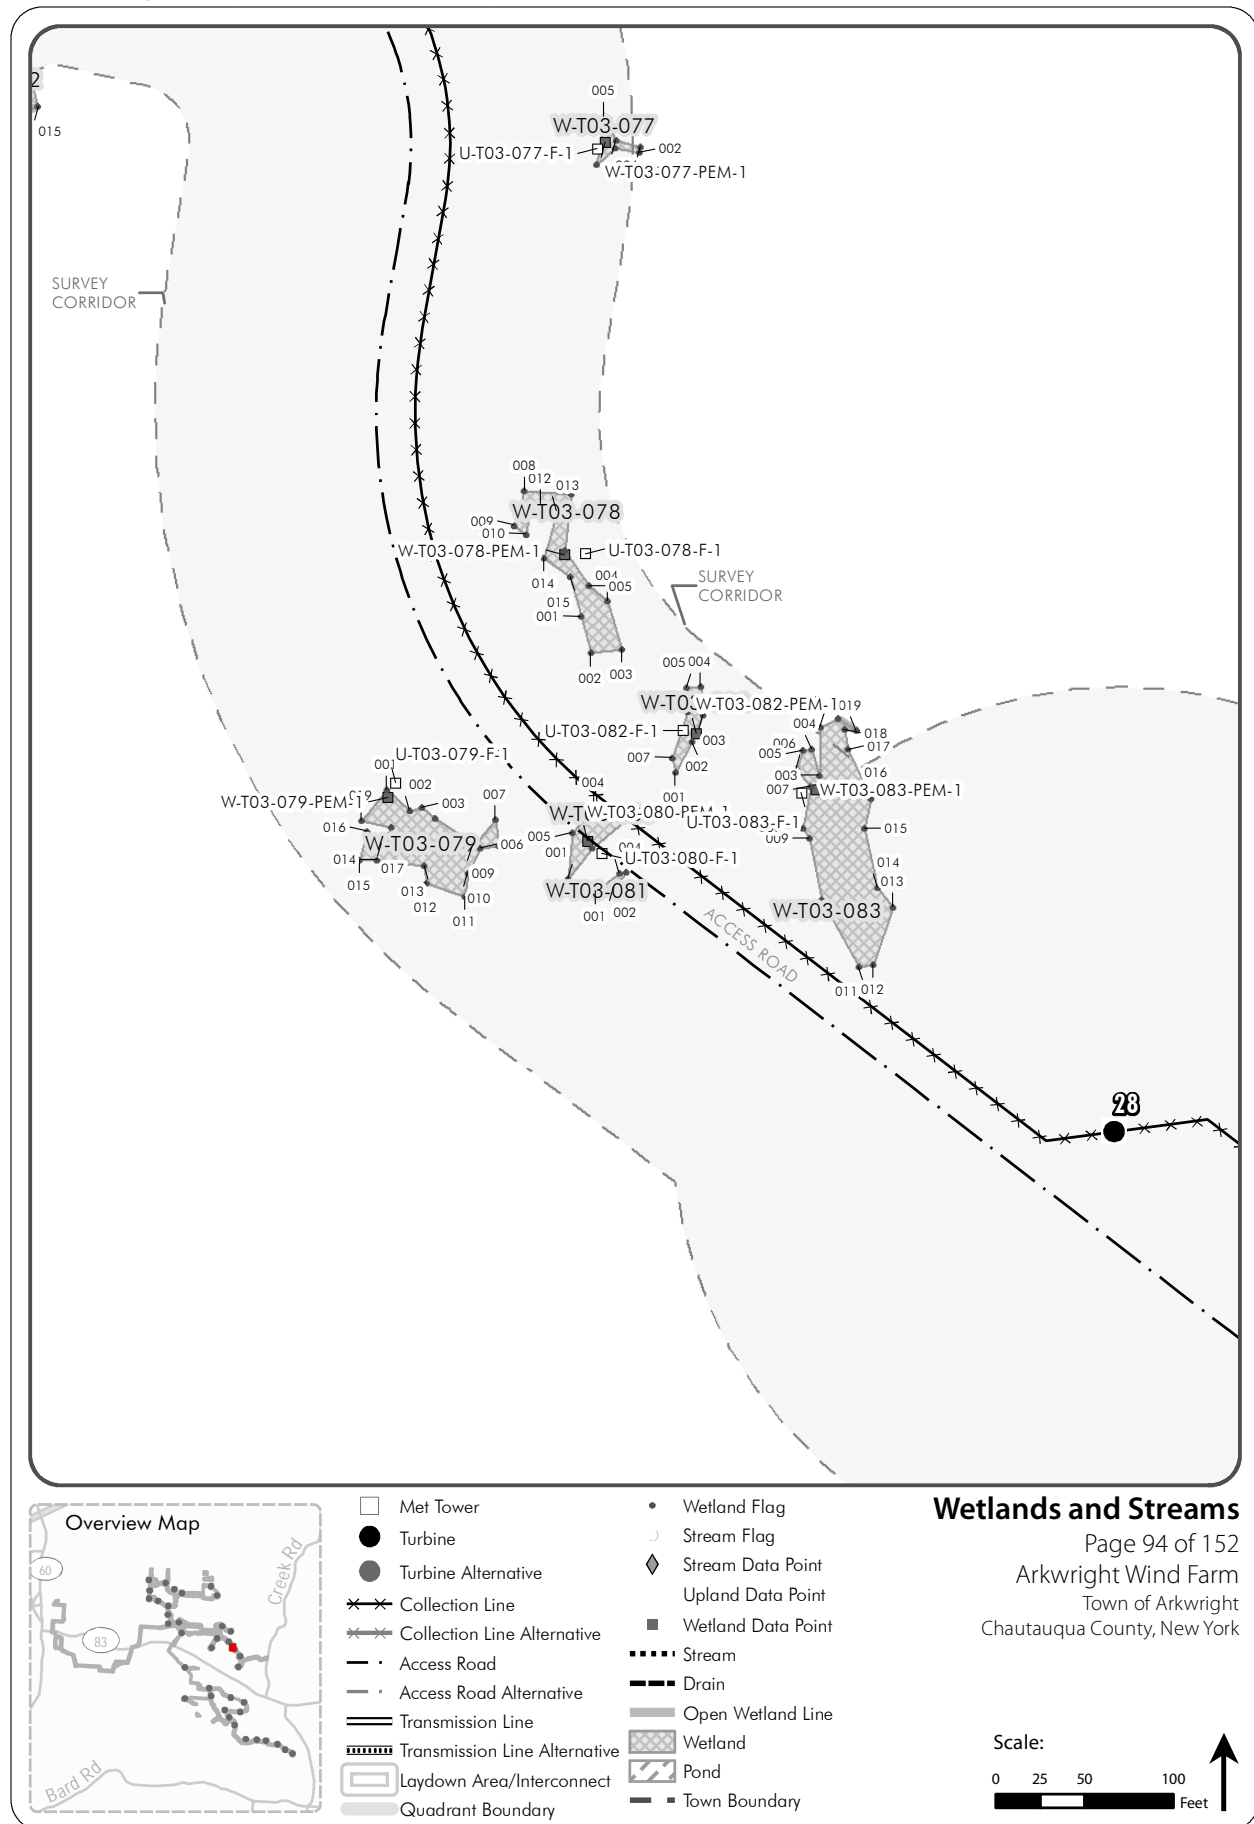 2
015
005
W-T03-077
U-T03-077-F-1
002
W-T03-077-PEM-1
SURVEY
CORRIDOR
008
012
013
W-T03-078
009
010
W-T03-078-PEM-1
U-T03-078-F-1
014
004
005
015
001
002
003
SURVEY
CORRIDOR
005
004
W-T03-082-PEM-1
019
U-T03-082-F-1
003
002
007
001
004
018
006
005
017
003
016
007
W-T03-083-PEM-1
U-T03-083-F-1
009
015
014
013
W-T03-083
011
012
U-T03-079-F-1
001
002
W-T03-079-PEM-1
019
003
007
016
W-T03-079
006
014
017
015
009
013
010
012
011
004
W-T03-080-PEM-1
005
001
004
U-T03-080-F-1
W-T03-081
001
002
ACCESS ROAD
28
Overview Map
60
83
Creek Rd
Bard Rd
Met Tower
Turbine
Turbine Alternative
Collection Line
Collection Line Alternative
Access Road
Access Road Alternative
Transmission Line
Transmission Line Alternative
Laydown Area/Interconnect
Quadrant Boundary
Wetland Flag
Stream Flag
Stream Data Point
Upland Data Point
Wetland Data Point
Stream
Drain
Open Wetland Line
Wetland
Pond
Town Boundary
Wetlands and Streams
Page 94 of 152
Arkwright Wind Farm
Town of Arkwright
Chautauqua County, New York
Scale:
0 25 50 100
Feet